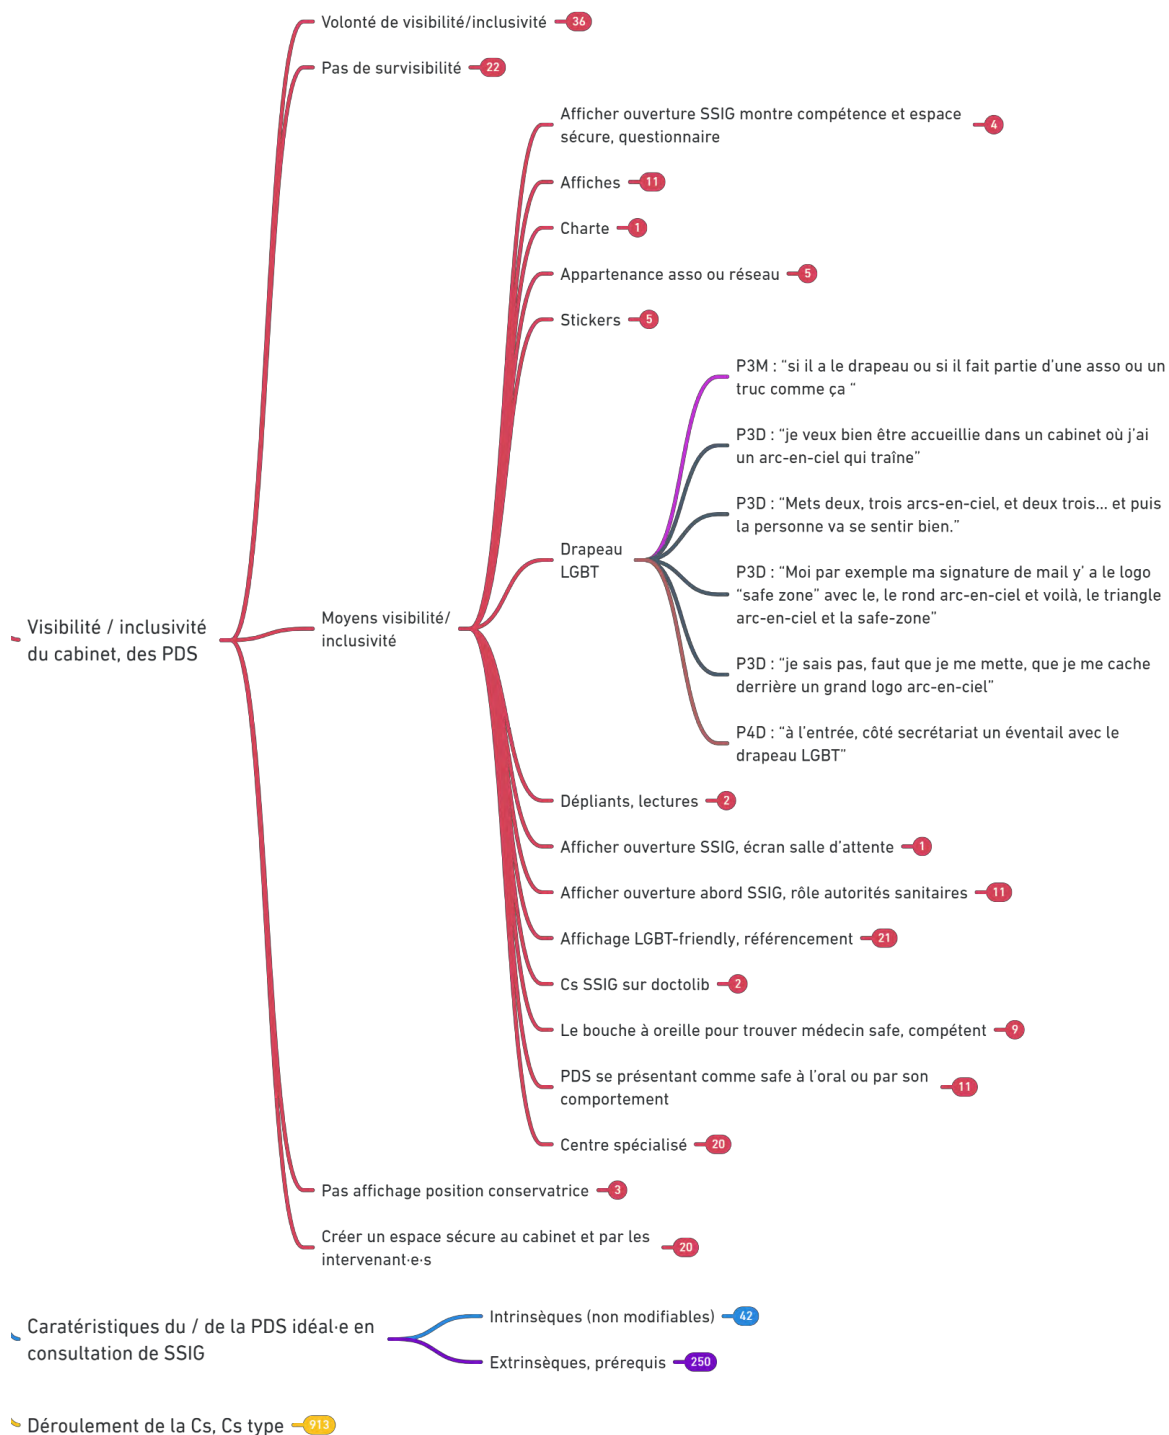 Volonté de visibilité/inclusivité 36
Pas de survisibilité 22
Afficher ouverture SSIG montre compétence et espace
sécure, questionnaire 4
Affiches 11
Charte 1
Appartenance asso ou réseau 5
Stickers 5
P3M : “si il a le drapeau ou si il fait partie d’une asso ou un
truc comme ça “
P3D : “je veux bien être accueillie dans un cabinet où j’ai
un arc-en-ciel qui traîne”
P3D : “Mets deux, trois arcs-en-ciel, et deux trois... et puis
la personne va se sentir bien.”
Drapeau
LGBT
P3D : “Moi par exemple ma signature de mail y’ a le logo
“safe zone” avec le, le rond arc-en-ciel et voilà, le triangle
arc-en-ciel et la safe-zone”
Moyens visibilité/
inclusivité
Visibilité / inclusivité
du cabinet, des PDS
P3D : “je sais pas, faut que je me mette, que je me cache
derrière un grand logo arc-en-ciel”
P4D : “à l’entrée, côté secrétariat un éventail avec le
drapeau LGBT”
Dépliants, lectures 2
Afficher ouverture SSIG, écran salle d’attente 1
Afficher ouverture abord SSIG, rôle autorités sanitaires 11
Affichage LGBT-friendly, référencement 21
Cs SSIG sur doctolib 2
Le bouche à oreille pour trouver médecin safe, compétent 9
PDS se présentant comme safe à l’oral ou par son
comportement 11
Centre spécialisé 20
Pas affichage position conservatrice 3
Créer un espace sécure au cabinet et par les
intervenant·e·s 20
Caratéristiques du / de la PDS idéal·e en
consultation de SSIG
Intrinsèques (non modifiables) 42
Extrinsèques, prérequis 250
Déroulement de la Cs, Cs type 913